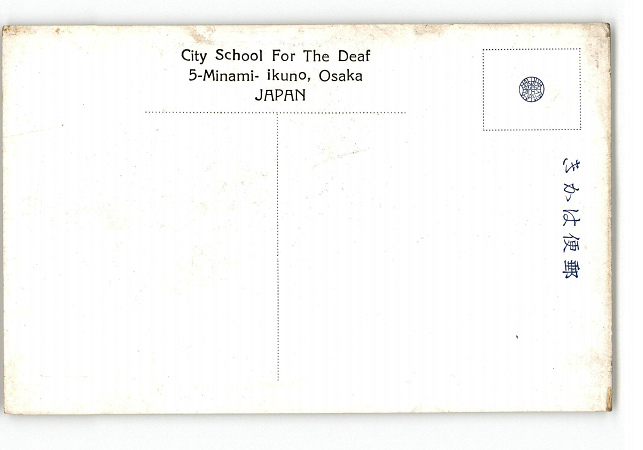 City School For The Deaf
5-Minami- ikuno, Osaka
JAPAN
郵便はかき